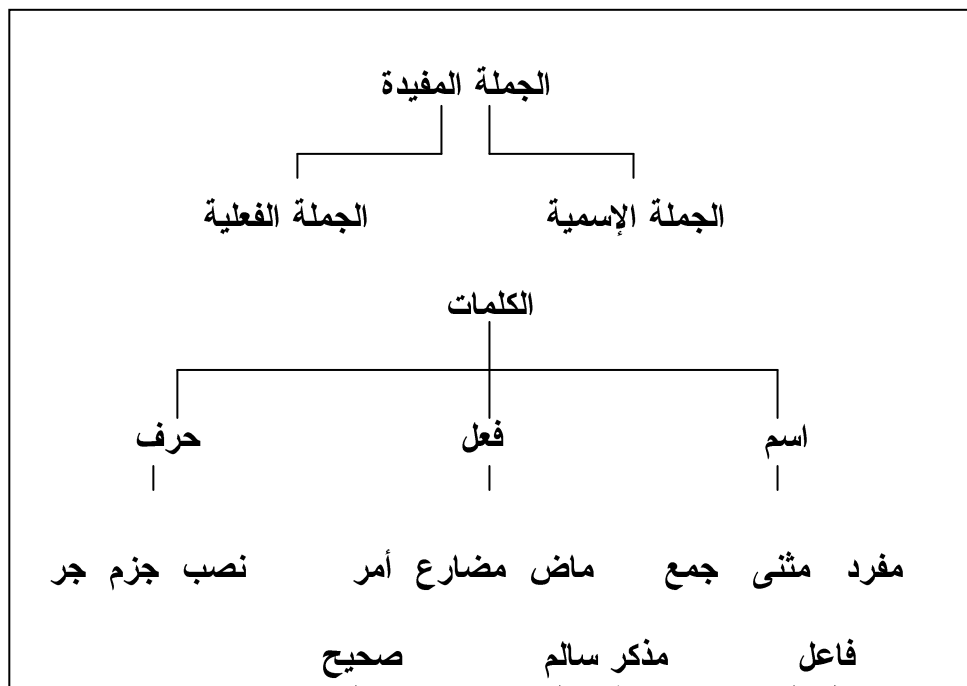 الجملة المفيدة
الجملة الإسمية الجملة الفعلية
الكلمات
اسم فعل حرف
مفرد مثنى جمع ماض مضارع أمر نصب جزم جر
فاعل مذكر سالم صحيح